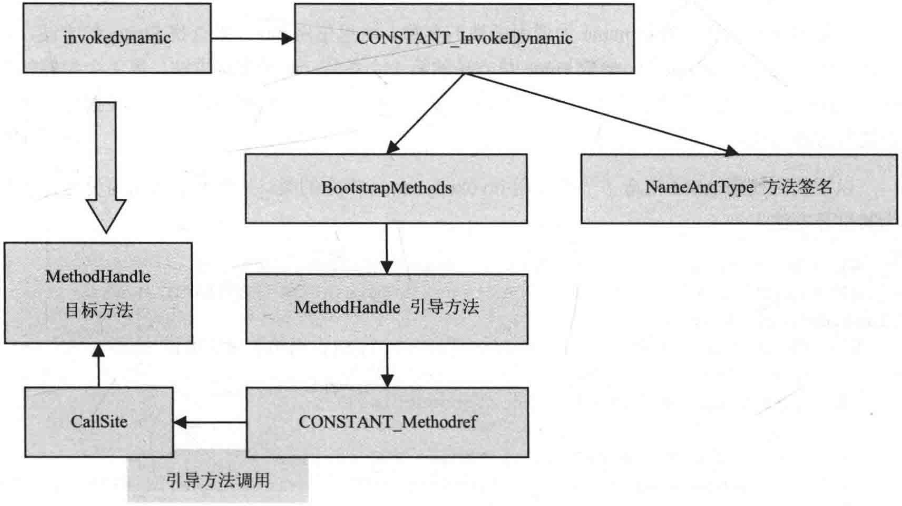 invokedynamic
CONSTANT_InvokeDynamic
BootstrapMethods
NameAndType 方法签名
MethodHandle
目标方法
MethodHandle 引导方法
CallSite
CONSTANT_Methodref
引导方法调用